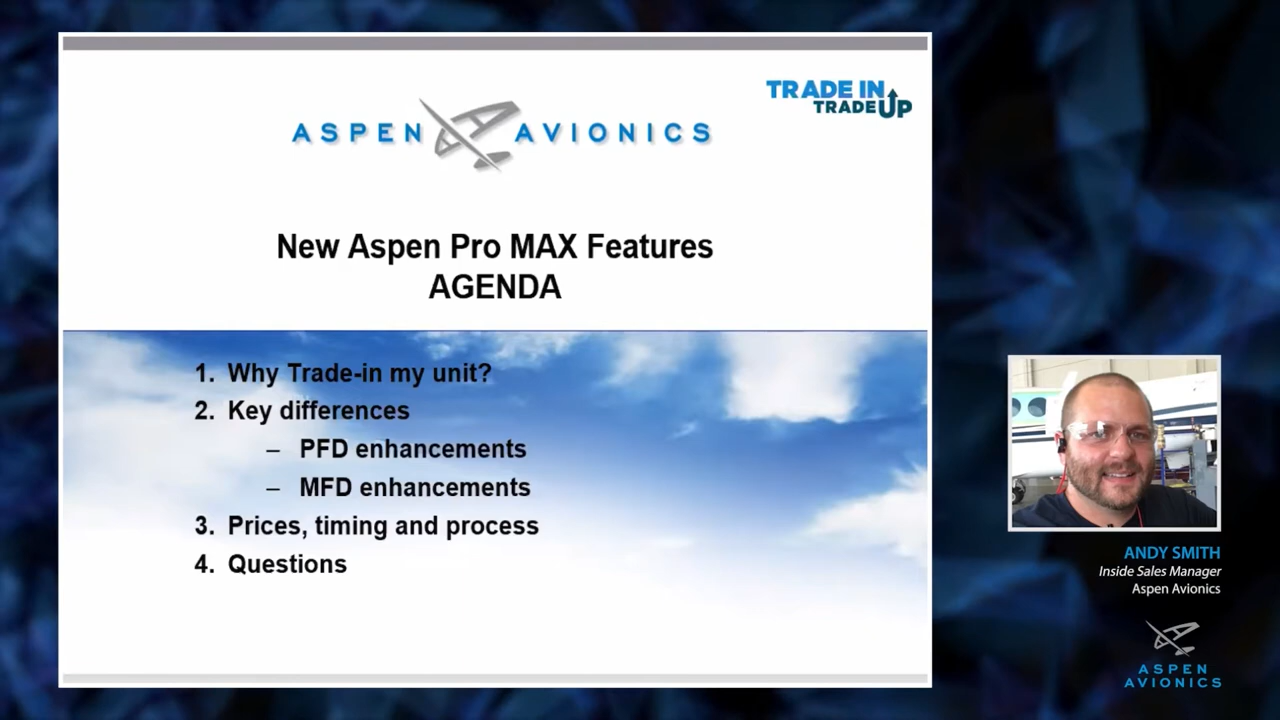 TRADE IN
TRADE UP
ASPEN AVIONICS
New Aspen Pro MAX Features
AGENDA
1. Why Trade-in my unit?
2. Key differences
– PFD enhancements
– MFD enhancements
3. Prices, timing and process
4. Questions
ANDY SMITH
Inside Sales Manager
Aspen Avionics
ASPEN
AVIONICS